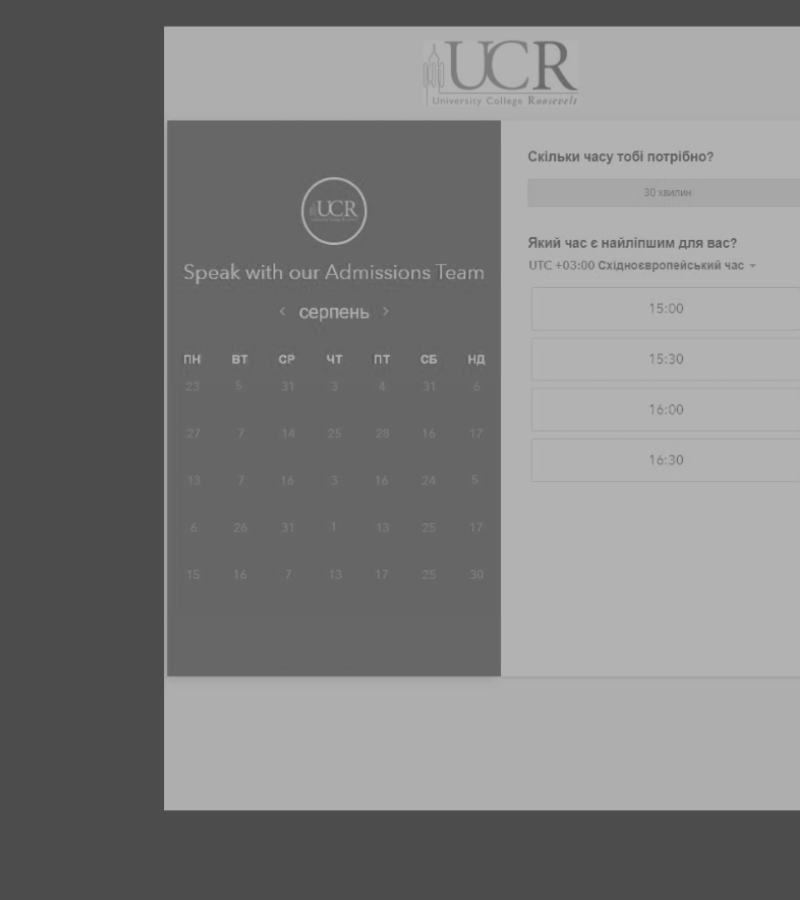 UCR
University College Roosevelt
UCR
Speak with our Admissions Team
‹ серпень ›
ПН ВТ СР ЧТ ПТ СБ НД
23 5 31 3 4 31 6
27 7 14 25 28 16 17
13 7 16 3 16 24 5
6 26 31 1 13 25 17
15 16 7 13 17 25 30
Скільки часу тобі потрібно?
30 хвилин
Який час є найліпшим для вас?
UTC +03:00 Східноєвропейський час
15:00
15:30
16:00
16:30